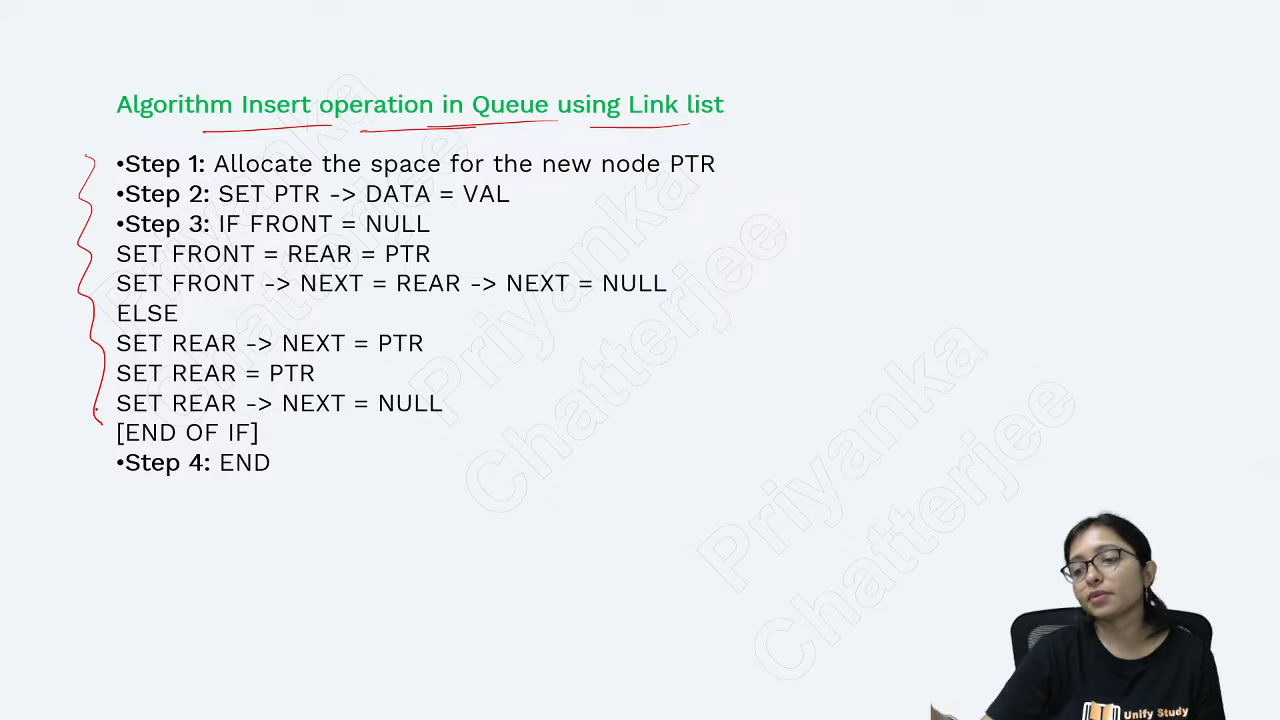 Algorithm Insert operation in Queue using Link list
•Step 1: Allocate the space for the new node PTR
•Step 2: SET PTR -> DATA = VAL
•Step 3: IF FRONT = NULL
SET FRONT = REAR = PTR
SET FRONT -> NEXT = REAR -> NEXT = NULL
ELSE
SET REAR -> NEXT = PTR
SET REAR = PTR
SET REAR -> NEXT = NULL
[END OF IF]
•Step 4: END
Priyanka
Chatterjee
Priyanka
Chatterjee
Priyanka
Chatterjee
Unify Study